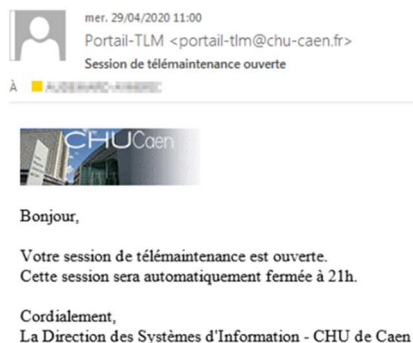 mer. 29/04/2020 11:00
Portail-TLM <portail-tlm@chu-caen.fr>
Session de télémaintenance ouverte
À
CHUCaen
Bonjour,
Votre session de télémaintenance est ouverte.
Cette session sera automatiquement fermée à 21h.
Cordialement,
La Direction des Systèmes d'Information - CHU de Caen